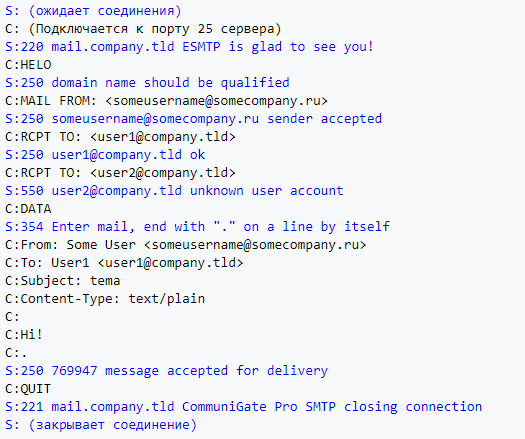 S: (ожидает соединения)
C: (Подключается к порту 25 сервера)
S:220 mail.company.tld ESMTP is glad to see you!
C:HELO
S:250 domain name should be qualified
C:MAIL FROM: <someusername@somecompany.ru>
S:250 someusername@somecompany.ru sender accepted
C:RCPT TO: <user1@company.tld>
S:250 user1@company.tld ok
C:RCPT TO: <user2@company.tld>
S:550 user2@company.tld unknown user account
C:DATA
S:354 Enter mail, end with "." on a line by itself
C:From: Some User <someusername@somecompany.ru>
C:To: User1 <user1@company.tld>
C:Subject: tema
C:Content-Type: text/plain
C:
C:Hi!
C:.
S:250 769947 message accepted for delivery
C:QUIT
S:221 mail.company.tld CommuniGate Pro SMTP closing connection
S: (закрывает соединение)